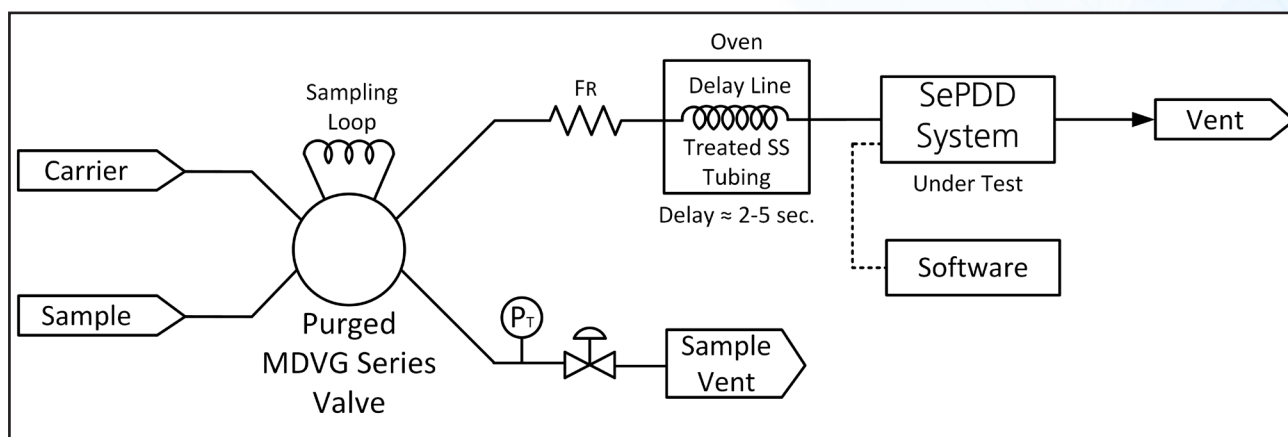 Oven
Sampling
Loop
FR
Delay Line
Treated SS
Tubing
Delay ≈ 2-5 sec.
SePDD
System
Under Test
Vent
Carrier
Sample
Purged
MDVG Series
Valve
PT
Sample
Vent
Software